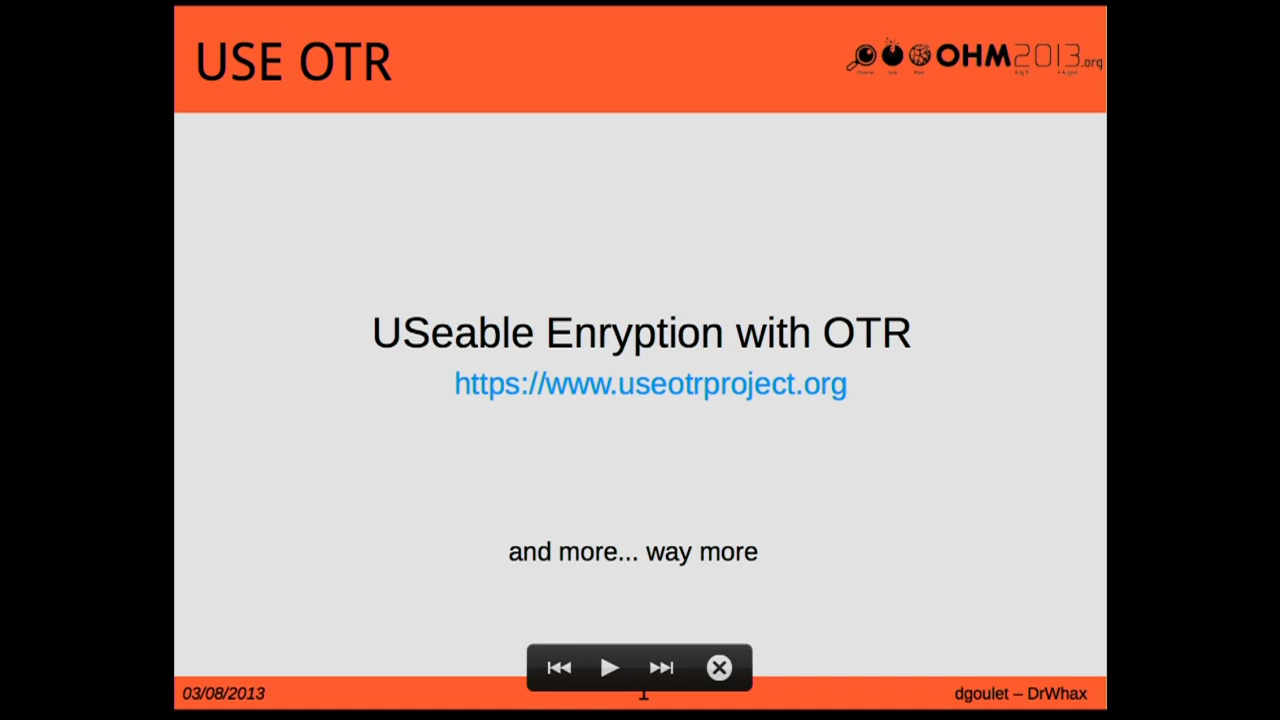 USE OTR
OHM2013.org
USeable Enryption with OTR
https://www.useotrproject.org
and more... way more
03/08/2013
1
dgoulet – DrWhax